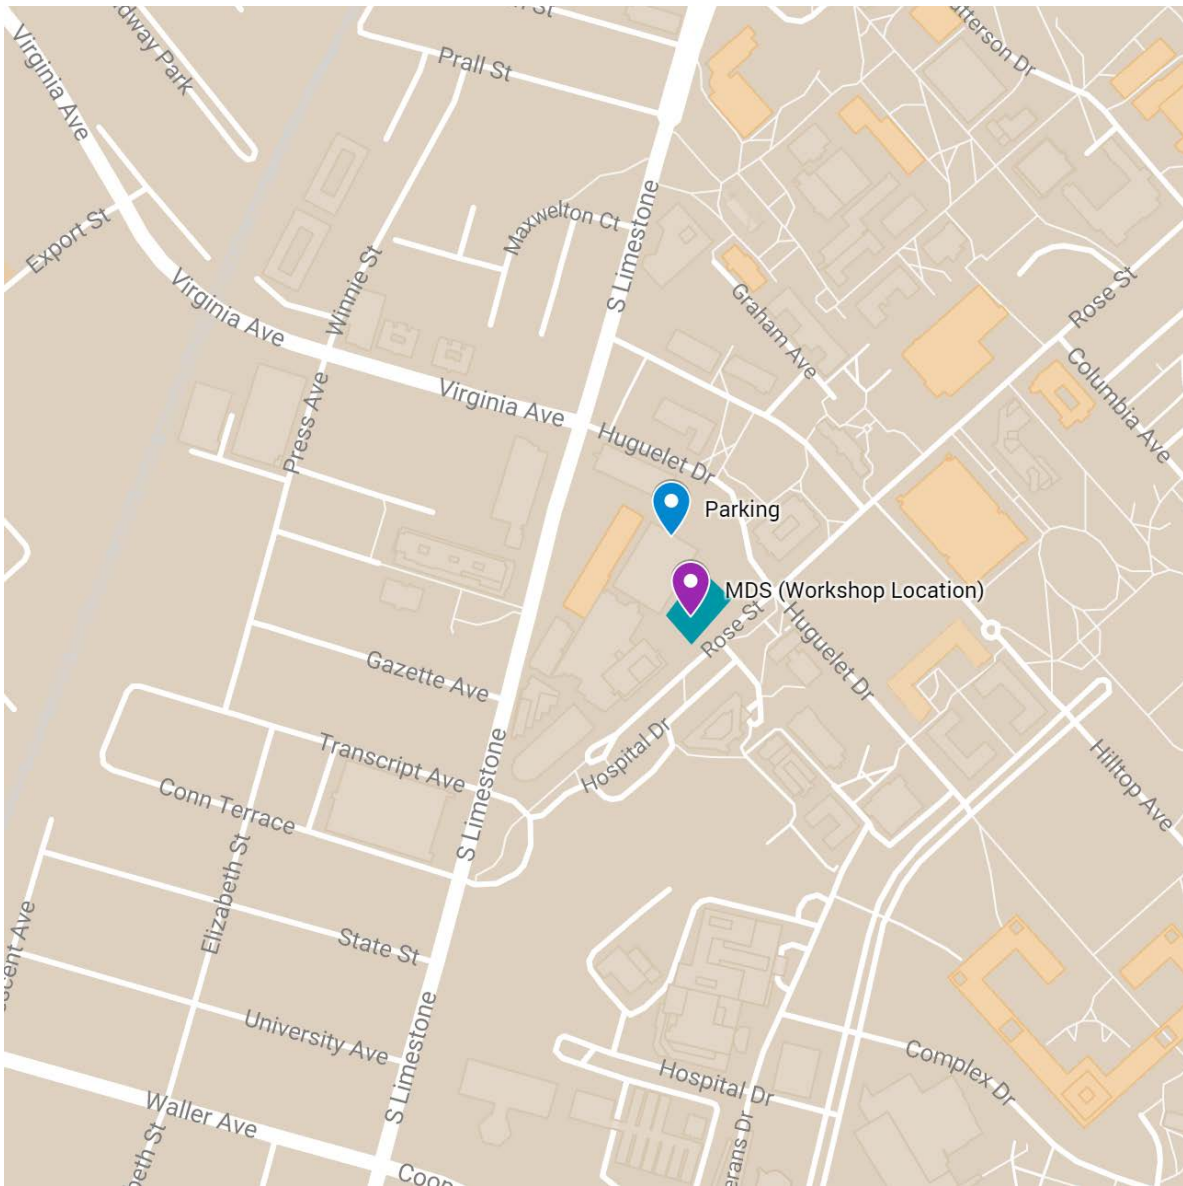 Prall St
Virginia Ave
Export St
Maxwelton Ct
S Limestone
Winnie St
Virginia Ave
Graham Ave
Rose St
Columbia Ave
Press Ave
Virginia Ave
Huguelet Dr
Parking
MDS (Workshop Location)
Rose St
Huguelet Dr
Gazette Ave
Hospital Dr
Transcript Ave
Conn Terrace
S Limestone
Hilltop Ave
Elizabeth St
State St
University Ave
S Limestone
Complex Dr
Hospital Dr
Waller Ave